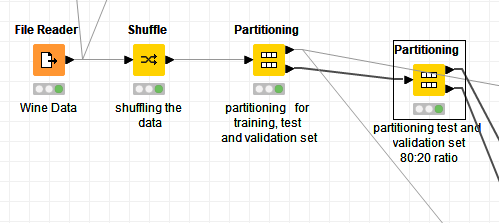 File Reader
Wine Data
Shuffle
shuffling the
data
Partitioning
partitioning for
training, test
and validation set
Partitioning
partitioning test and
validation set
80:20 ratio